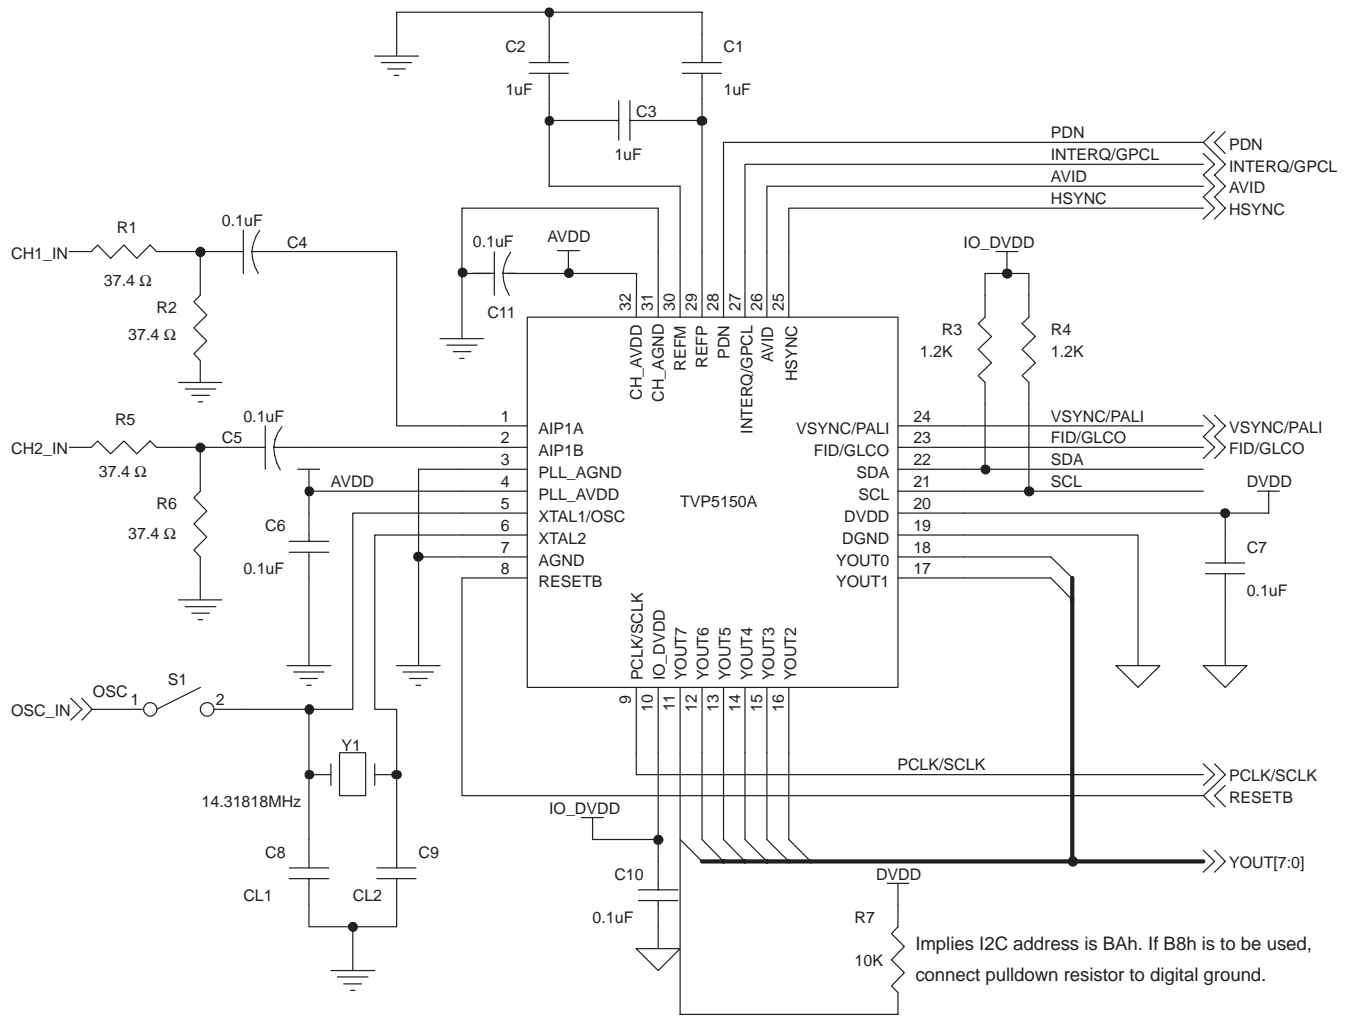 C2
1uF
C1
1uF
C3
1uF
PDN
PDN
INTERQ/GPCL
INTERQ/GPCL
AVID
AVID
HSYNC
HSYNC
CH1_IN
R1
37.4 Ω
R2
37.4 Ω
0.1uF
C4
0.1uF
C11
AVDD
IO_DVDD
R3
1.2K
R4
1.2K
32
31
30
29
28
27
26
25
CH_AVDD
CH_AGND
REFM
REFP
PDN
INTERQ/GPCL
AVID
HSYNC
CH2_IN
R5
37.4 Ω
R6
37.4 Ω
0.1uF
C5
AVDD
C6
0.1uF
1
2
3
4
5
6
7
8
AIP1A
AIP1B
PLL_AGND
PLL_AVDD
XTAL1/OSC
XTAL2
AGND
RESETB
TVP5150A
VSYNC/PALI
FID/GLCO
SDA
SCL
DVDD
DGND
YOUT0
YOUT1
24
23
22
21
20
19
18
17
VSYNC/PALI
VSYNC/PALI
FID/GLCO
FID/GLCO
SDA
SCL
DVDD
C7
0.1uF
PCLK/SCLK
IO_DVDD
YOUT7
YOUT6
YOUT5
YOUT4
YOUT3
YOUT2
9
10
11
12
13
14
15
16
OSC_IN
OSC
1
S1
2
Y1
14.31818MHz
C8
CL1
C9
CL2
PCLK/SCLK
PCLK/SCLK
RESETB
IO_DVDD
C10
0.1uF
YOUT[7:0]
DVDD
R7
10K
Implies I2C address is BAh. If B8h is to be used,
connect pulldown resistor to digital ground.